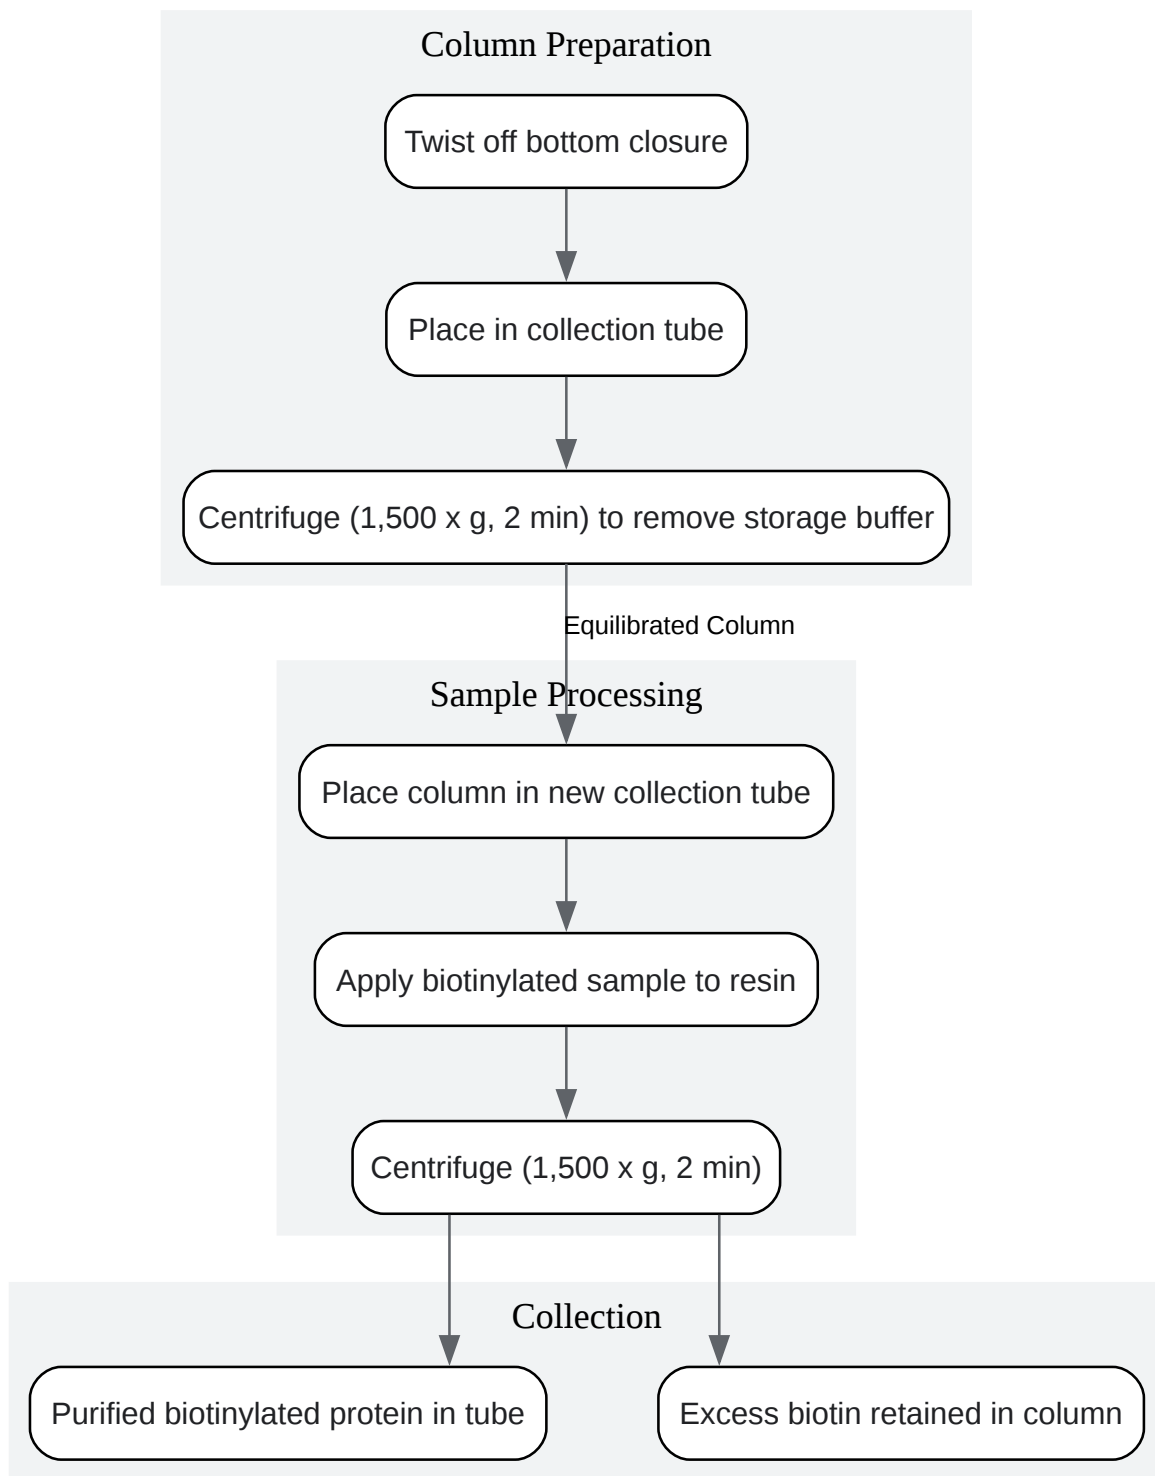 Column Preparation
Twist off bottom closure
Place in collection tube
Centrifuge (1,500 x g, 2 min) to remove storage buffer
Equilibrated Column
Sample Processing
Place column in new collection tube
Apply biotinylated sample to resin
Centrifuge (1,500 x g, 2 min)
Collection
Purified biotinylated protein in tube
Excess biotin retained in column